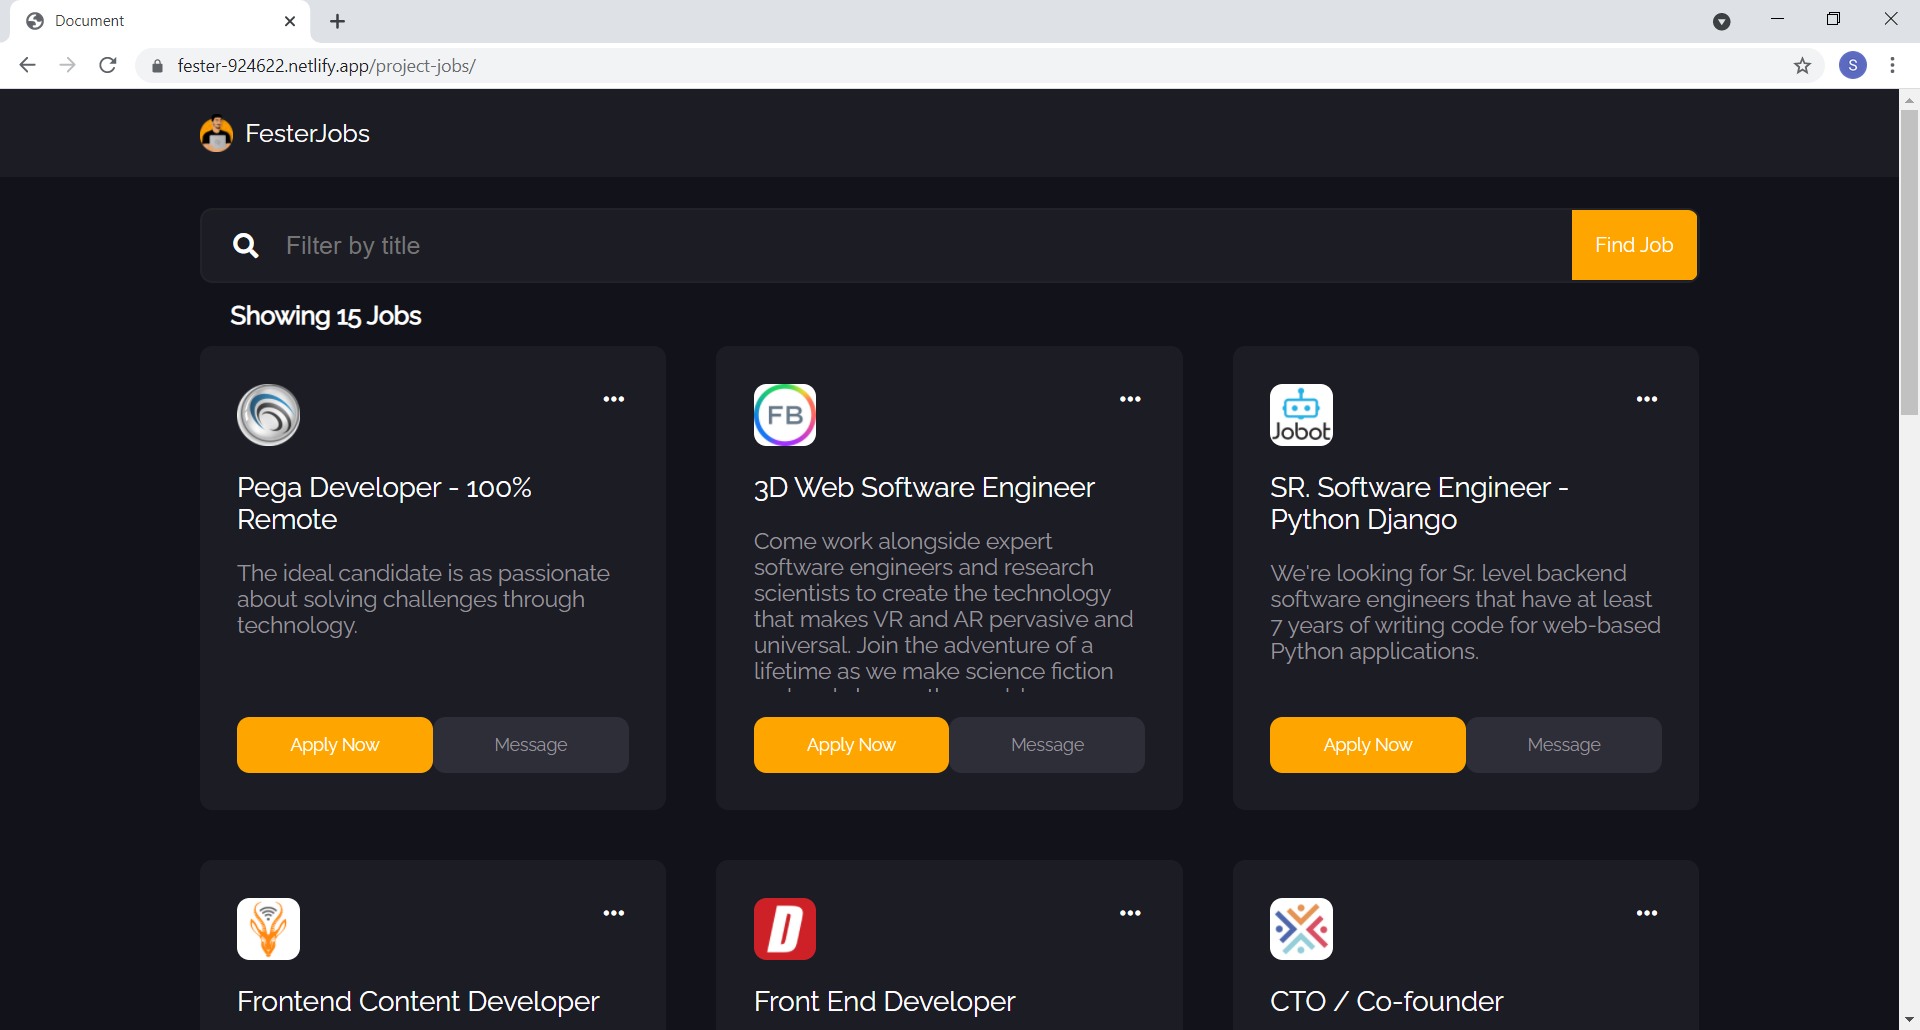 Document
fester-924622.netlify.app/project-jobs/
S
FesterJobs
Filter by title
Find Job
Showing 15 Jobs
Pega Developer - 100%
Remote
The ideal candidate is as passionate
about solving challenges through
technology.
Apply Now
Message
FB
3D Web Software Engineer
Come work alongside expert
software engineers and research
scientists to create the technology
that makes VR and AR pervasive and
universal. Join the adventure of a
lifetime as we make science fiction
Apply Now
Message
Jobot
SR. Software Engineer -
Python Django
We're looking for Sr. level backend
software engineers that have at least
7 years of writing code for web-based
Python applications.
Apply Now
Message
Frontend Content Developer
D
Front End Developer
CTO / Co-founder